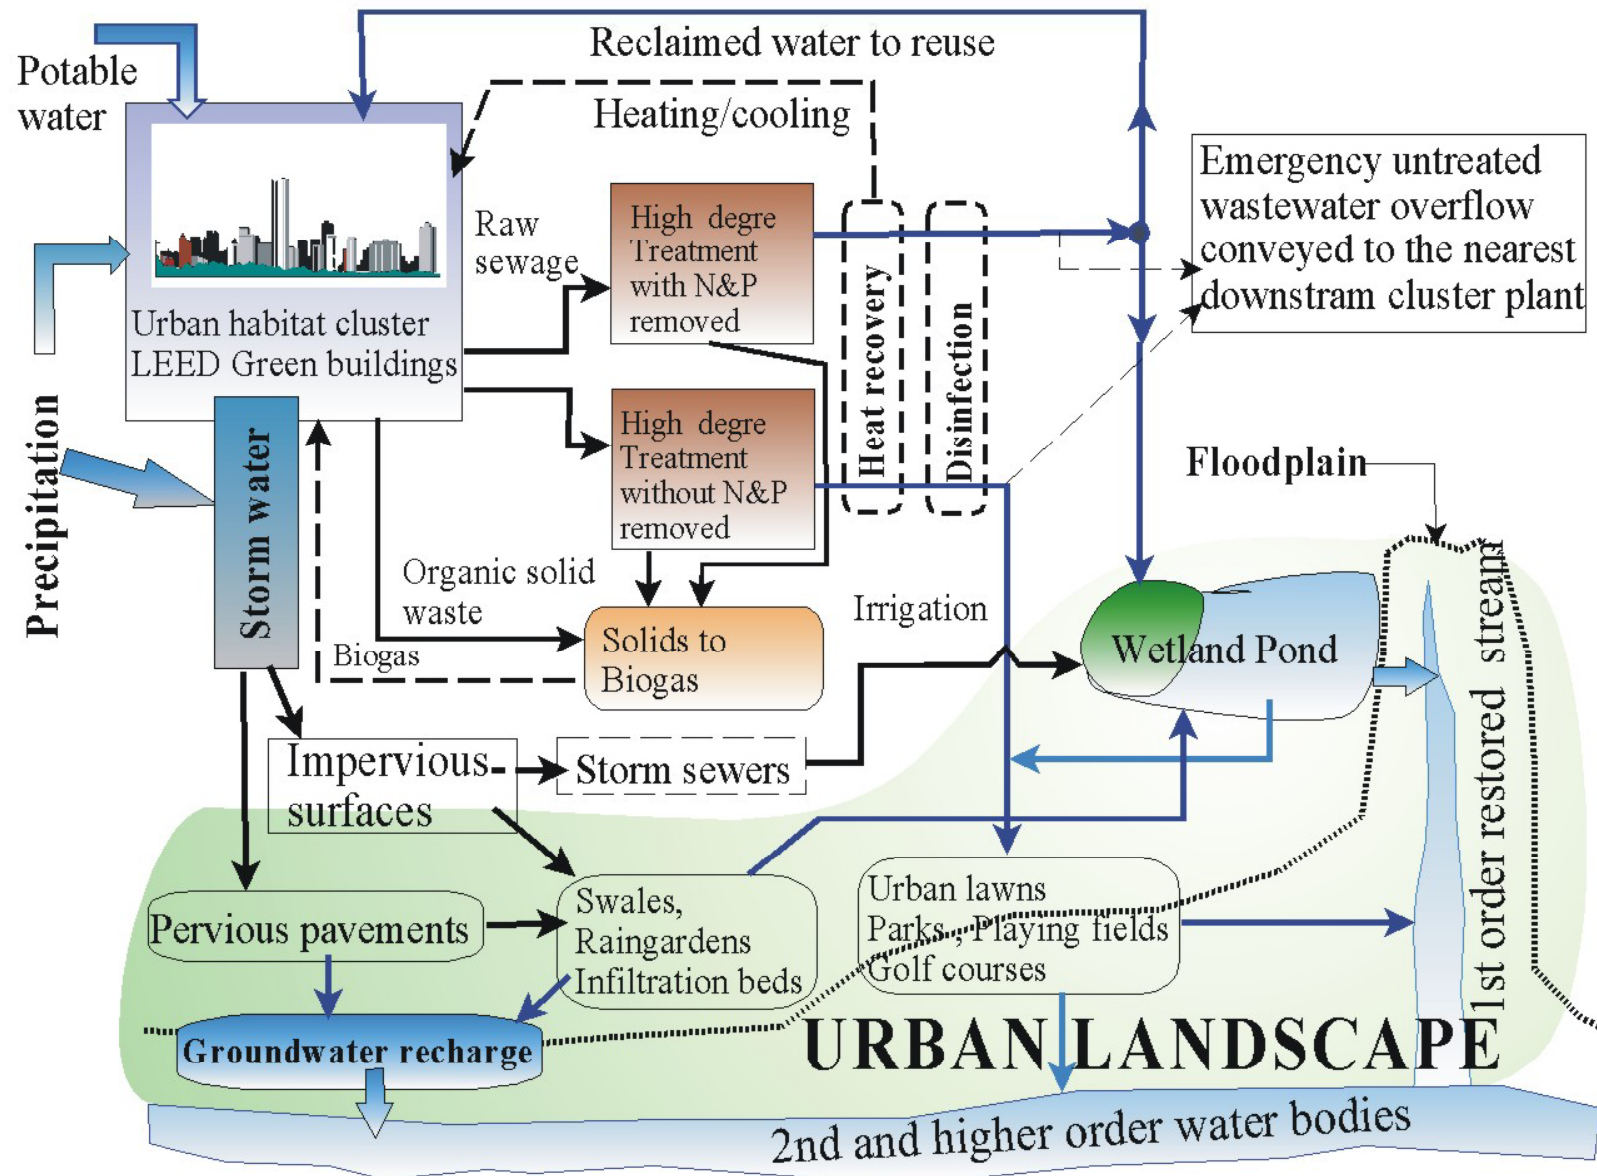 Reclaimed water to reuse
Potable
water
Heating/cooling
Emergency untreated
wastewater overflow
conveyed to the nearest
downstram cluster plant
Raw
sewage
High degre
Treatment
with N&P
removed
Urban habitat cluster
LEED Green buildings
Heat recovery
Disinfection
High degre
Treatment
without N&P
removed
Precipitation
Storm water
Floodplain
Organic solid
waste
Irrigation
Biogas
Solids to
Biogas
Wetland Pond
1st order restored stream
Impervious
surfaces
Storm sewers
Urban lawns
Parks , Playing fields
Golf courses
Swales,
Raingardens
Infiltration beds
Pervious pavements
Groundwater recharge
URBAN LANDSCAPE
2nd and higher order water bodies